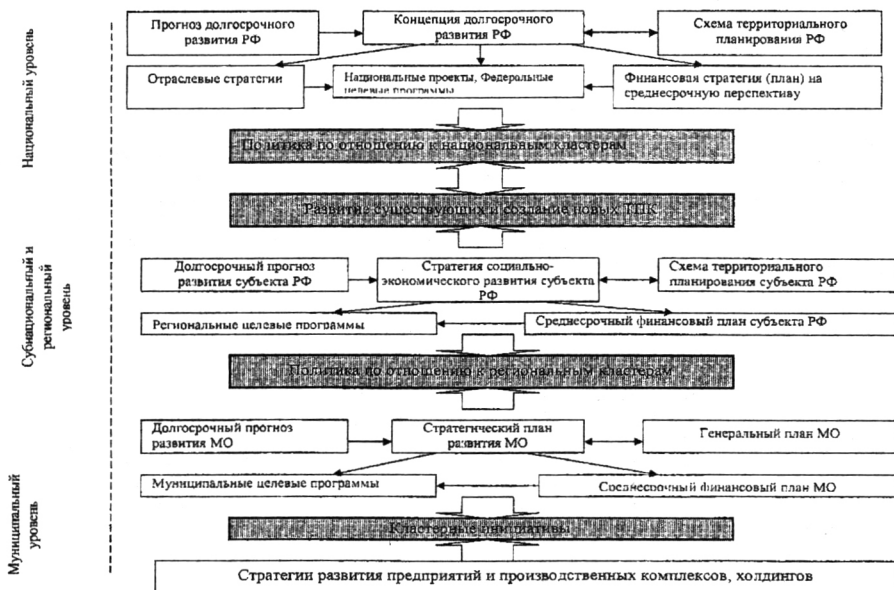 Национальный уровень
Прогноз долгосрочного
развития РФ
Концепция долгосрочного
развития РФ
Схема территориального
планирования РФ
Отраслевые стратегии
Национальные проекты, Федеральные
целевые программы
Финансовая стратегия (план) на
среднесрочную перспективу
Политика по отношению к национальным кластерам
Развитие существующих и создание новых ТПК
Субнациональный и
региональный
уровень
Долгосрочный прогноз
развития субъекта РФ
Стратегия социально-
экономического развития субъекта
РФ
Схема территориального
планирования субъекта РФ
Региональные целевые программы
Среднесрочный финансовый план субъекта РФ
Политика по отношению к региональным кластерам
Муниципальный
уровень
Долгосрочный прогноз
развития МО
Стратегический план
развития МО
Генеральный план МО
Муниципальные целевые программы
Среднесрочный финансовый план МО
Кластерные инициативы
Стратегии развития предприятий и производственных комплексов, холдингов